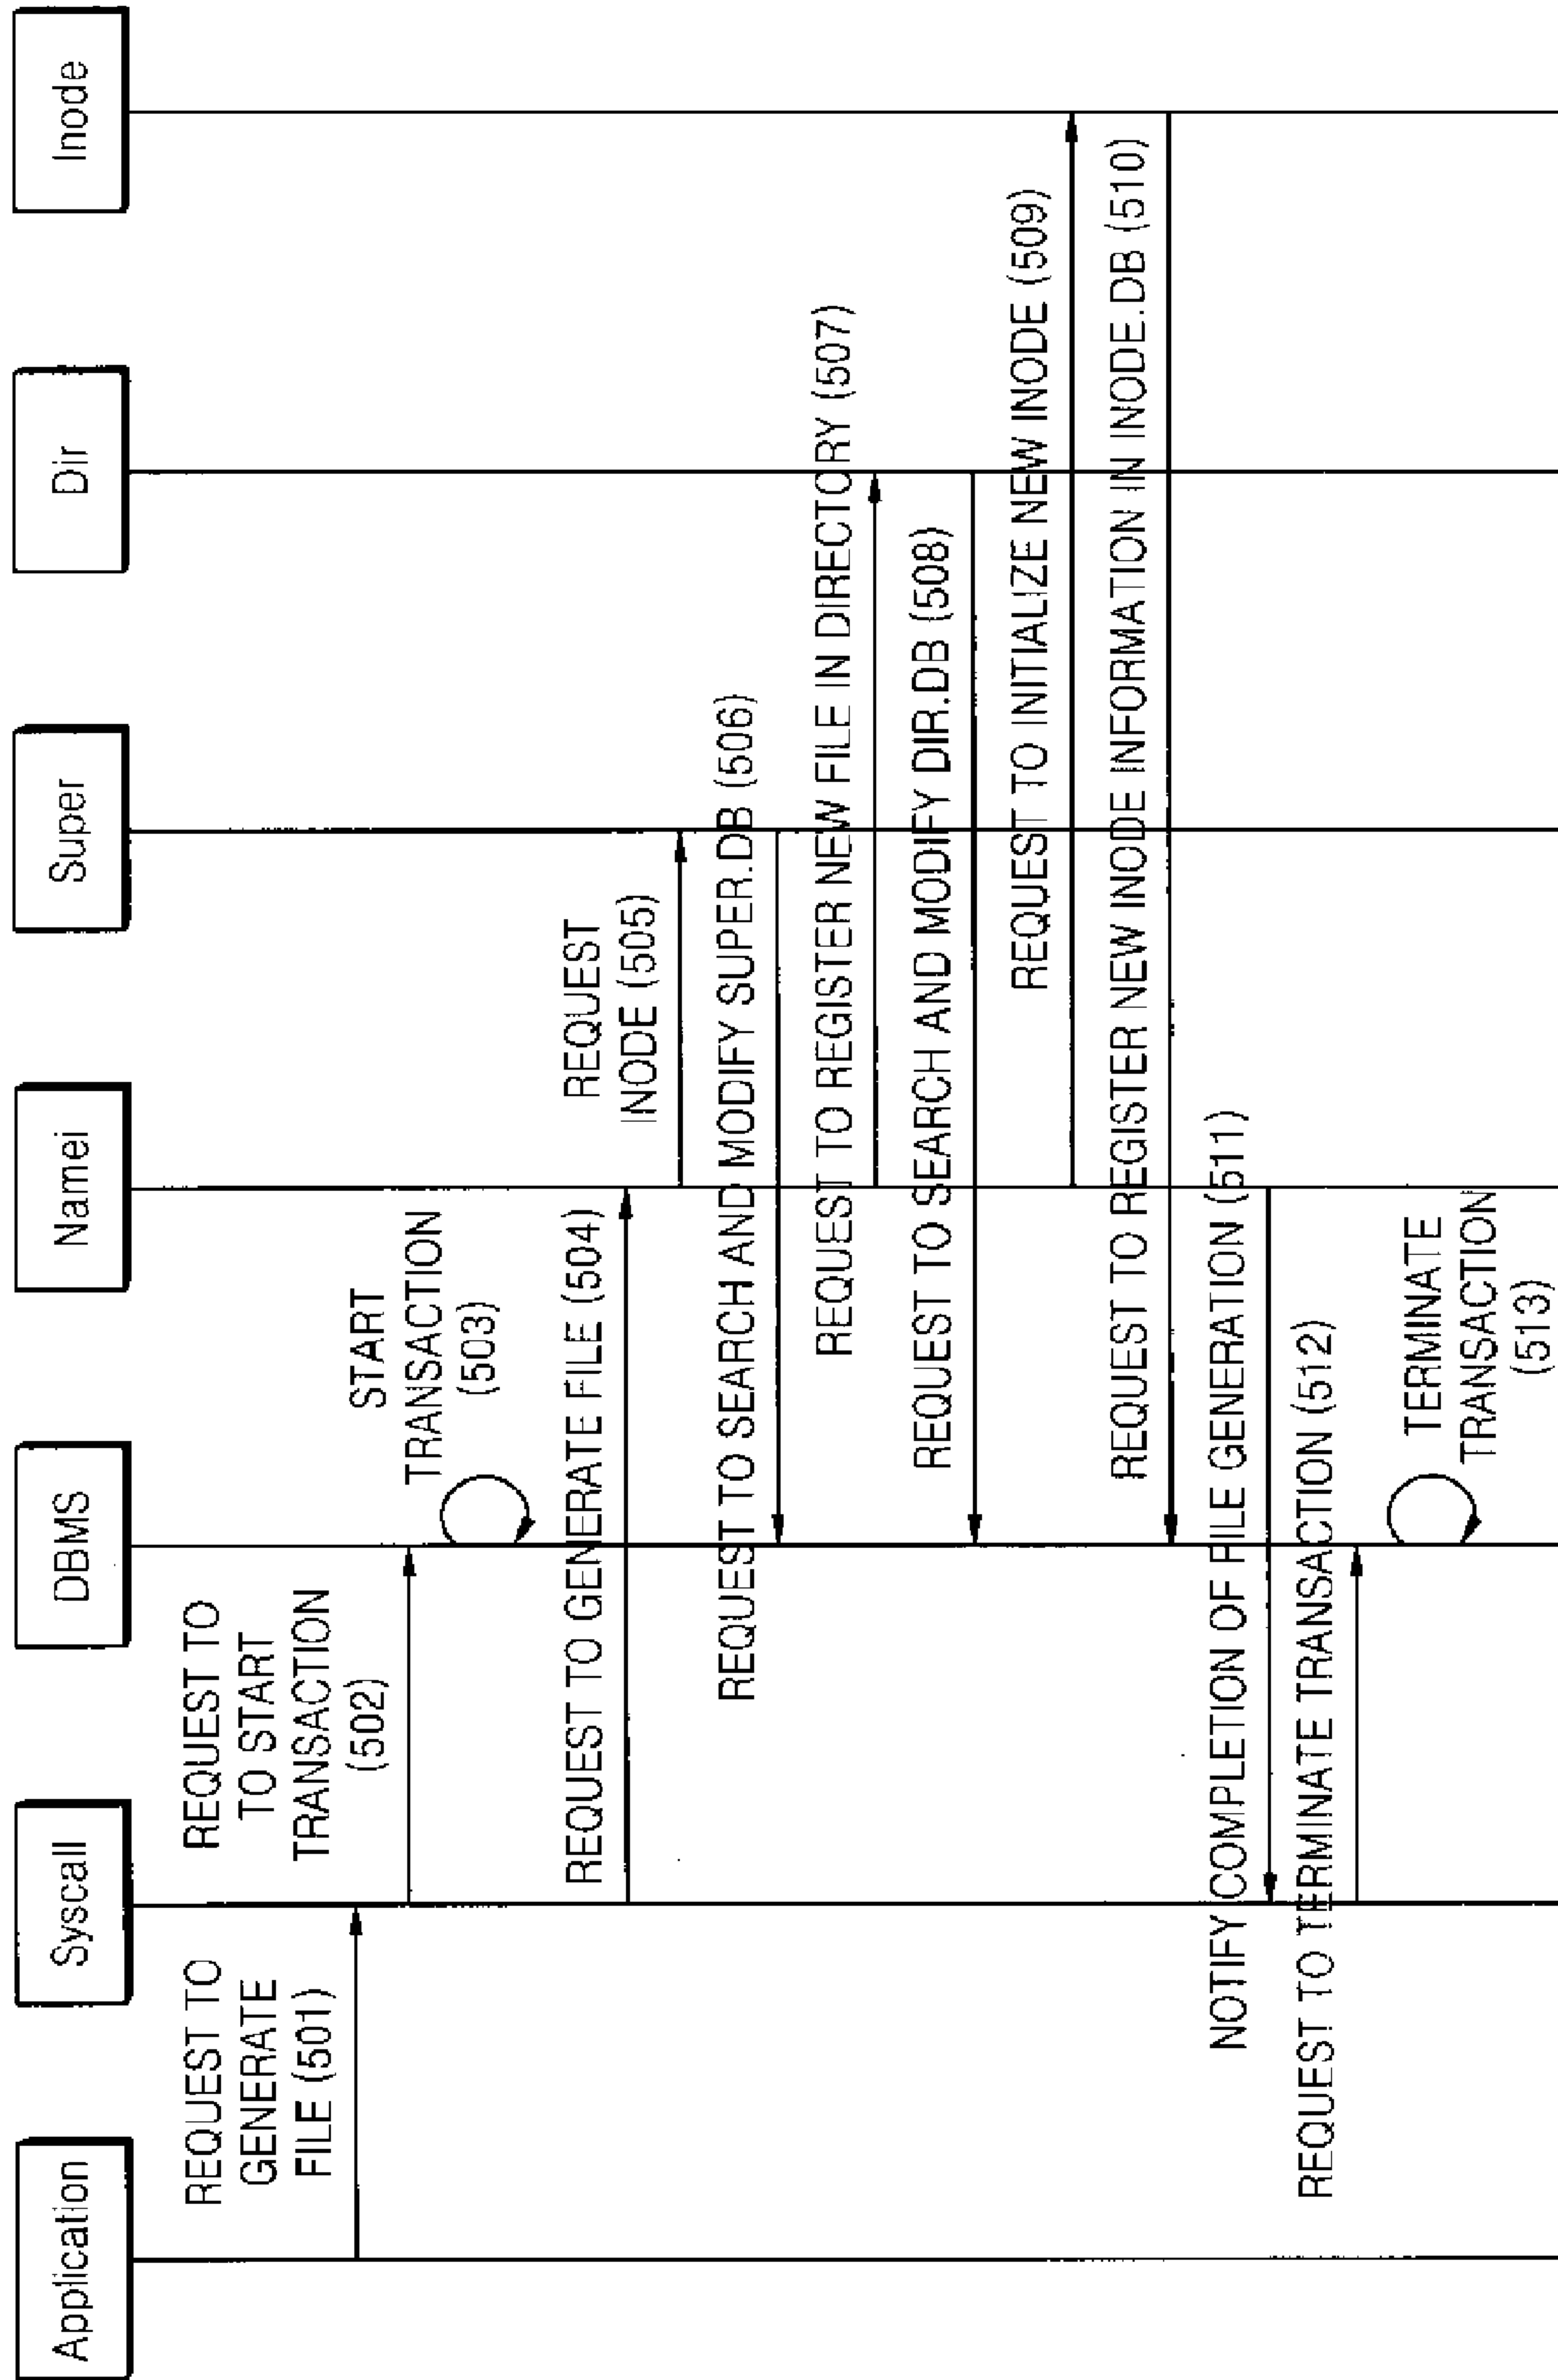 Application
Syscall
DBMS
Namei
Super
Dir
Inode
REQUEST TO
GENERATE
FILE (501)
REQUEST TO
TO START
TRANSACTION
(502)
START
TRANSACTION
(503)
REQUEST TO GENERATE FILE (504)
REQUEST
INODE (505)
REQUEST TO SEARCH AND MODIFY SUPER.DB (506)
REQUEST TO REGISTER NEW FILE IN DIRECTORY (507)
REQUEST TO SEARCH AND MODIFY DIR.DB (508)
REQUEST TO INITIALIZE NEW INODE (509)
REQUEST TO REGISTER NEW INODE INFORMATION IN INODE.DB (510)
NOTIFY COMPLETION OF FILE GENERATION (511)
REQUEST TO TERMINATE TRANSACTION (512)
TERMINATE
TRANSACTION
(513)